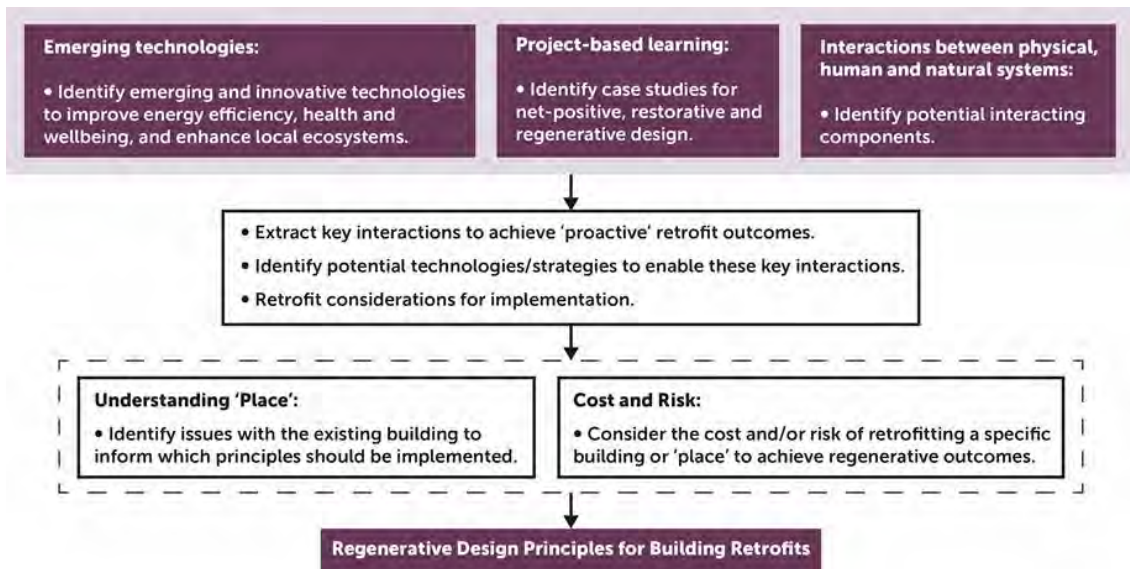 Emerging technologies:
• Identify emerging and innovative technologies
to improve energy efficiency, health and
wellbeing, and enhance local ecosystems.
Project-based learning:
• Identify case studies for
net-positive, restorative and
regenerative design.
Interactions between physical,
human and natural systems:
• Identify potential interacting
components.
• Extract key interactions to achieve ‘proactive’ retrofit outcomes.
• Identify potential technologies/strategies to enable these key interactions.
• Retrofit considerations for implementation.
Understanding ‘Place’:
• Identify issues with the existing building to
inform which principles should be implemented.
Cost and Risk:
• Consider the cost and/or risk of retrofitting a specific
building or ‘place’ to achieve regenerative outcomes.
Regenerative Design Principles for Building Retrofits